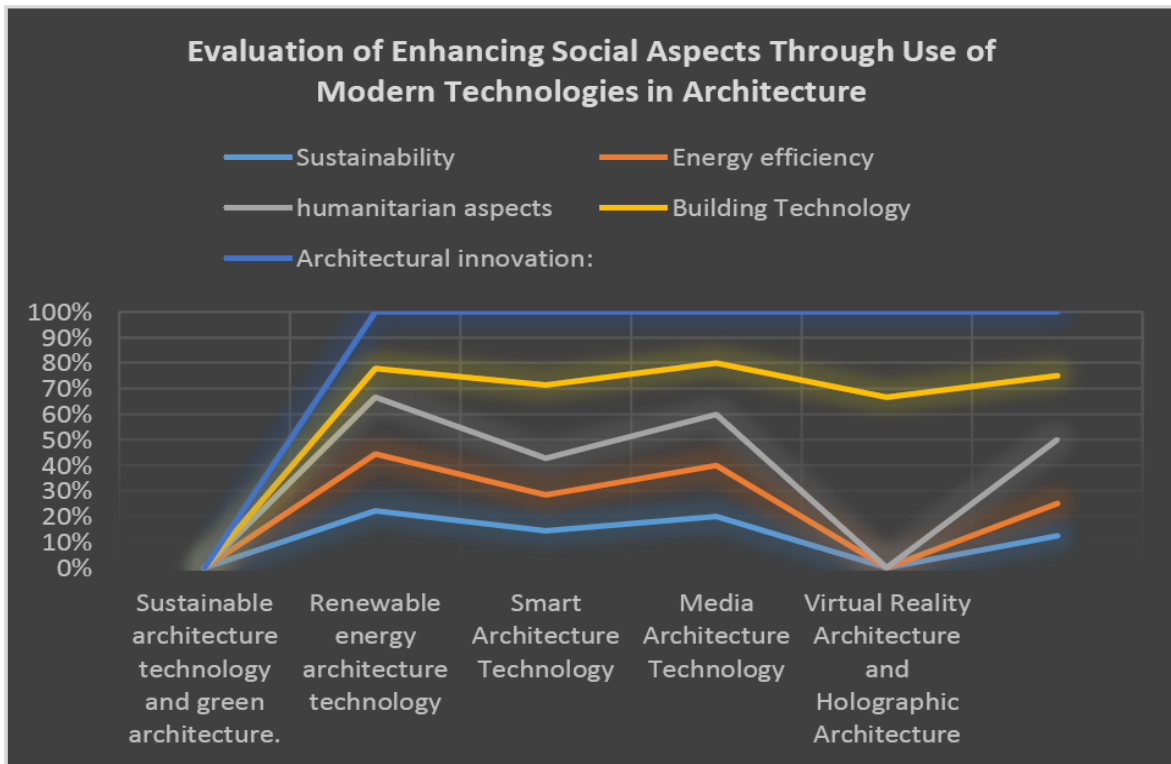 Evaluation of Enhancing Social Aspects Through Use of
Modern Technologies in Architecture
Sustainability
Energy efficiency
humanitarian aspects
Building Technology
Architectural innovation:
100%
90%
80%
70%
60%
50%
40%
30%
20%
10%
0%
Sustainable
architecture
technology
and green
architecture.
Renewable
energy
architecture
technology
Smart
Architecture
Technology
Media
Architecture
Technology
Virtual Reality
Architecture
and
Holographic
Architecture